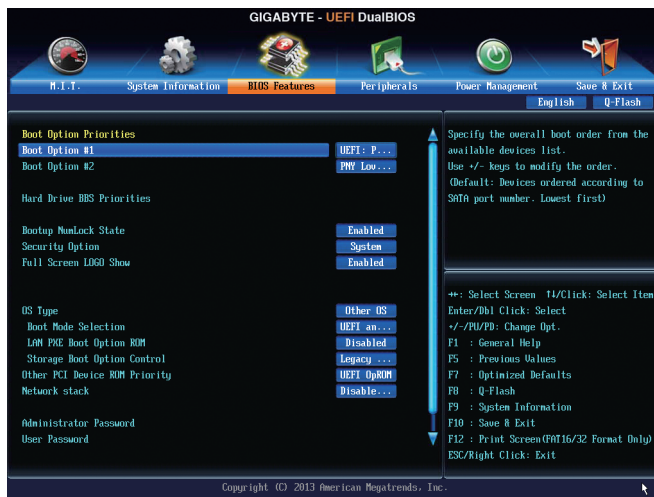 GIGABYTE - UEFI DualBIOS
M.I.T. System Information BIOS Features Peripherals Power Management Save & Exit
English Q-Flash
Boot Option Priorities
Boot Option #1 UEFI: P...
Boot Option #2 PNY Lov...
Hard Drive BBS Priorities
Bootup NumLock State Enabled
Security Option System
Full Screen LOGO Show Enabled
OS Type Other OS
Boot Mode Selection UEFI an...
LAN PXE Boot Option ROM Disabled
Storage Boot Option Control Legacy ...
Other PCI Device ROM Priority UEFI OpROM
Network stack Disable...
Administrator Password
User Password
Specify the overall boot order from the
available devices list.
Use +/- keys to modify the order.
(Default: Devices ordered according to
SATA port number. Lowest first)
→←: Select Screen ↑↓/Click: Select Item
Enter/Dbl Click: Select
+/-/PU/PD: Change Opt.
F1 : General Help
F5 : Previous Values
F7 : Optimized Defaults
F8 : Q-Flash
F9 : System Information
F10 : Save & Exit
F12 : Print Screen(FAT16/32 Format Only)
ESC/Right Click: Exit
Copyright (C) 2013 American Megatrends, Inc.